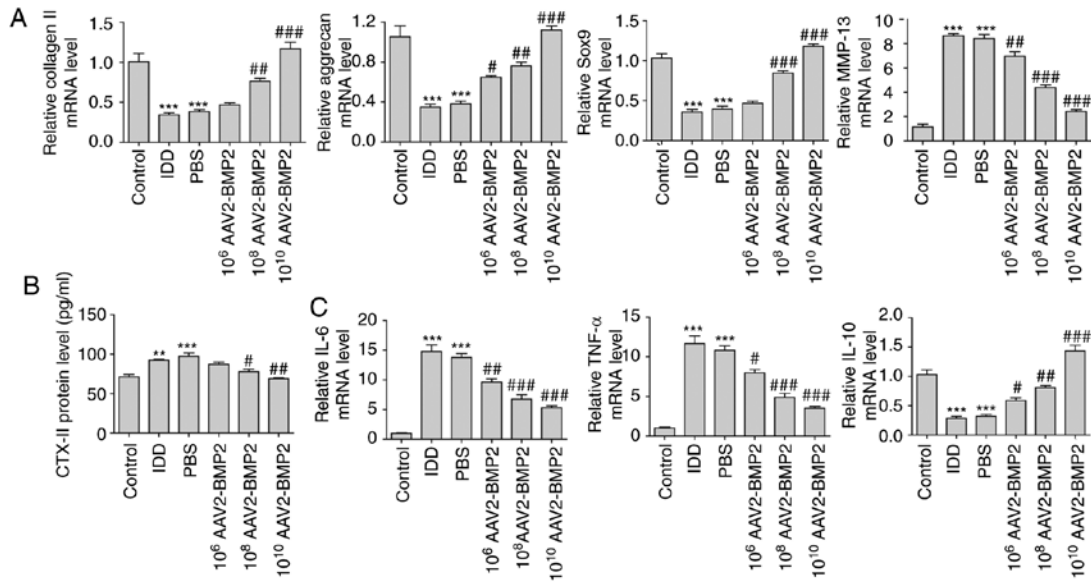 A
Relative collagen II
mRNA level
1.5
1.0
0.5
0.0
***
***
##
###
Control
IDD
PBS
10⁶ AAV2-BMP2
10⁸ AAV2-BMP2
10¹⁰ AAV2-BMP2
Relative aggrecan
mRNA level
1.2
0.8
0.4
0.0
***
***
#
##
###
Control
IDD
PBS
10⁶ AAV2-BMP2
10⁸ AAV2-BMP2
10¹⁰ AAV2-BMP2
Relative Sox9
mRNA level
1.5
1.0
0.5
0.0
***
***
###
###
Control
IDD
PBS
10⁶ AAV2-BMP2
10⁸ AAV2-BMP2
10¹⁰ AAV2-BMP2
Relative MMP-13
mRNA level
10
8
6
4
2
0
***
***
##
###
###
Control
IDD
PBS
10⁶ AAV2-BMP2
10⁸ AAV2-BMP2
10¹⁰ AAV2-BMP2
B
CTX-II protein level (pg/ml)
150
100
50
0
**
***
#
##
Control
IDD
PBS
10⁶ AAV2-BMP2
10⁸ AAV2-BMP2
10¹⁰ AAV2-BMP2
C
Relative IL-6
mRNA level
20
15
10
5
0
***
***
##
###
###
Control
IDD
PBS
10⁶ AAV2-BMP2
10⁸AAV2-BMP2
10¹⁰ AAV2-BMP2
Relative TNF-α
mRNA level
15
10
5
0
***
***
#
###
###
Control
IDD
PBS
10⁶ AAV2-BMP2
10⁸ AAV2-BMP2
10¹⁰ AAV2-BMP2
Relative IL-10
mRNA level
2.0
1.5
1.0
0.5
0.0
***
***
#
##
###
Control
IDD
PBS
10⁶ AAV2-BMP2
10⁸ AAV2-BMP2
10¹⁰ AAV2-BMP2